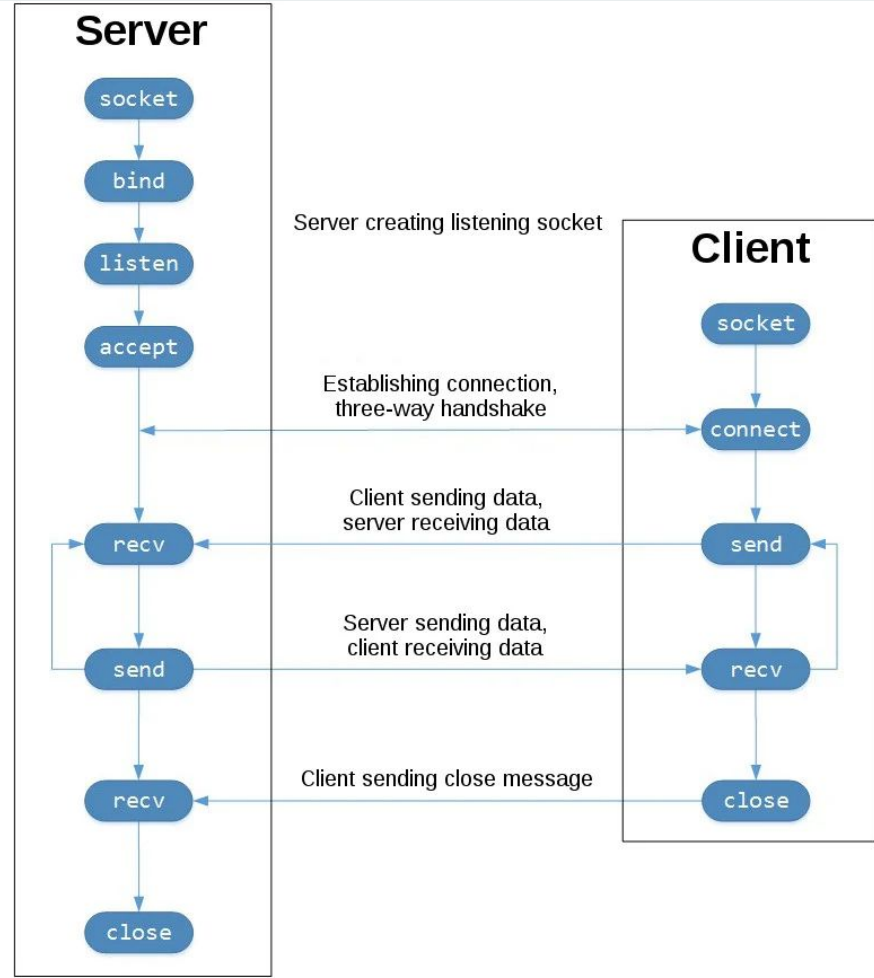 Server
socket
bind
Server creating listening socket
listen
accept
Client
socket
Establishing connection,
three-way handshake
connect
Client sending data,
server receiving data
recv
send
Server sending data,
client receiving data
send
recv
Client sending close message
recv
close
close